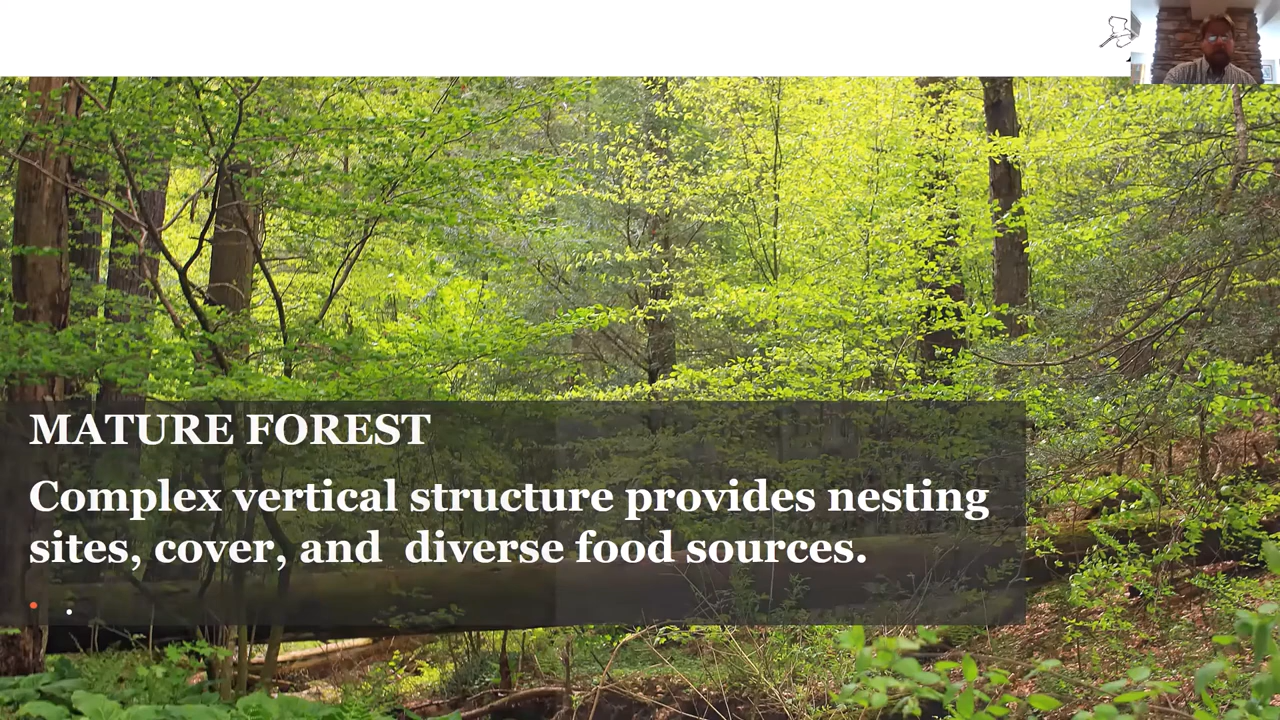 MATURE FOREST
Complex vertical structure provides nesting
sites, cover, and diverse food sources.